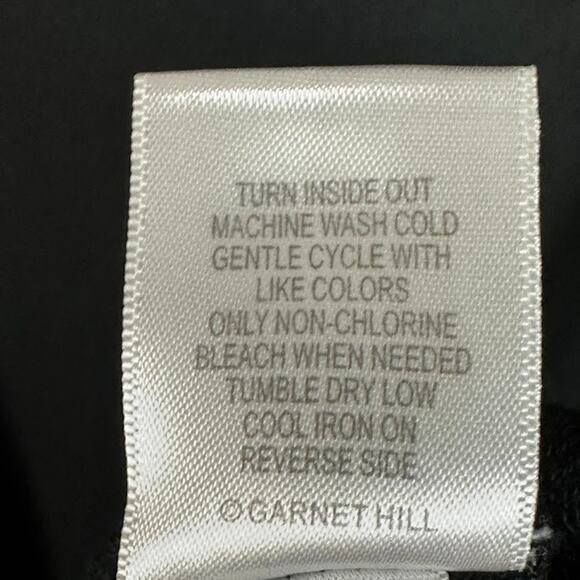 TURN INSIDE OUT
MACHINE WASH COLD
GENTLE CYCLE WITH
LIKE COLORS
ONLY NON-CHLORINE
BLEACH WHEN NEEDED
TUMBLE DRY LOW
COOL IRON ON
REVERSE SIDE
© GARNET HILL